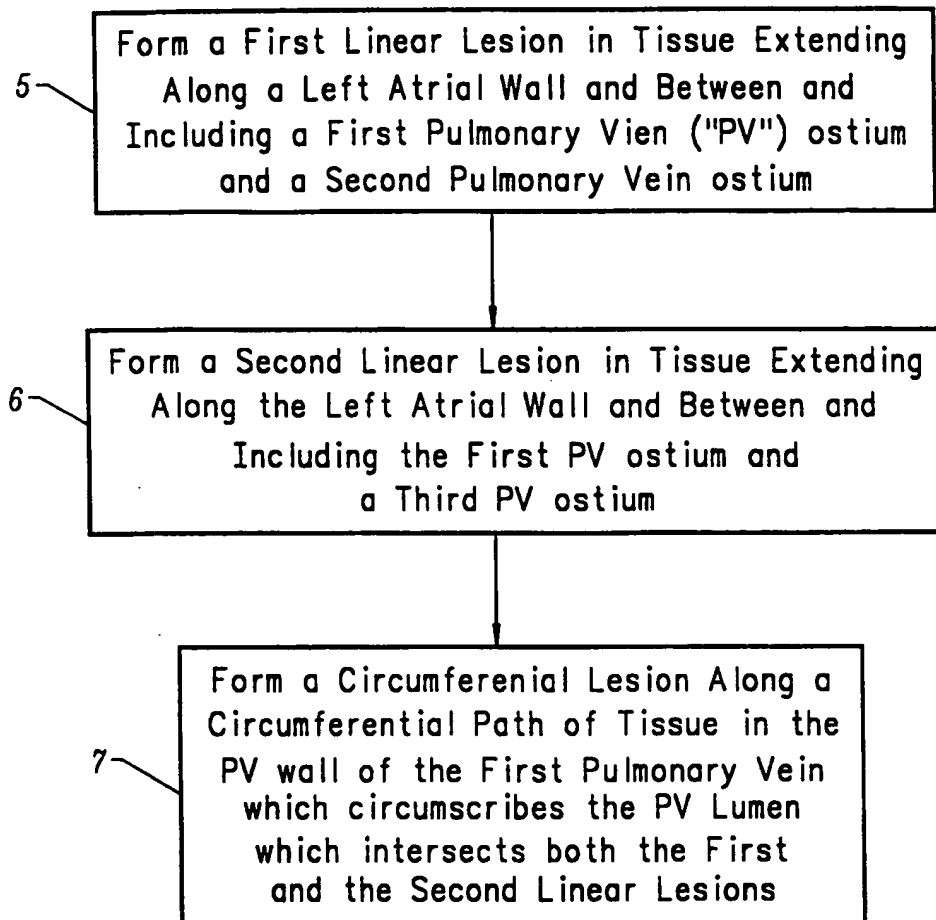 5
Form a First Linear Lesion in Tissue Extending
Along a Left Atrial Wall and Between and
Including a First Pulmonary Vien ("PV") ostium
and a Second Pulmonary Vein ostium
6
Form a Second Linear Lesion in Tissue Extending
Along the Left Atrial Wall and Between and
Including the First PV ostium and
a Third PV ostium
7
Form a Circumferenial Lesion Along a
Circumferential Path of Tissue in the
PV wall of the First Pulmonary Vein
which circumscribes the PV Lumen
which intersects both the First
and the Second Linear Lesions